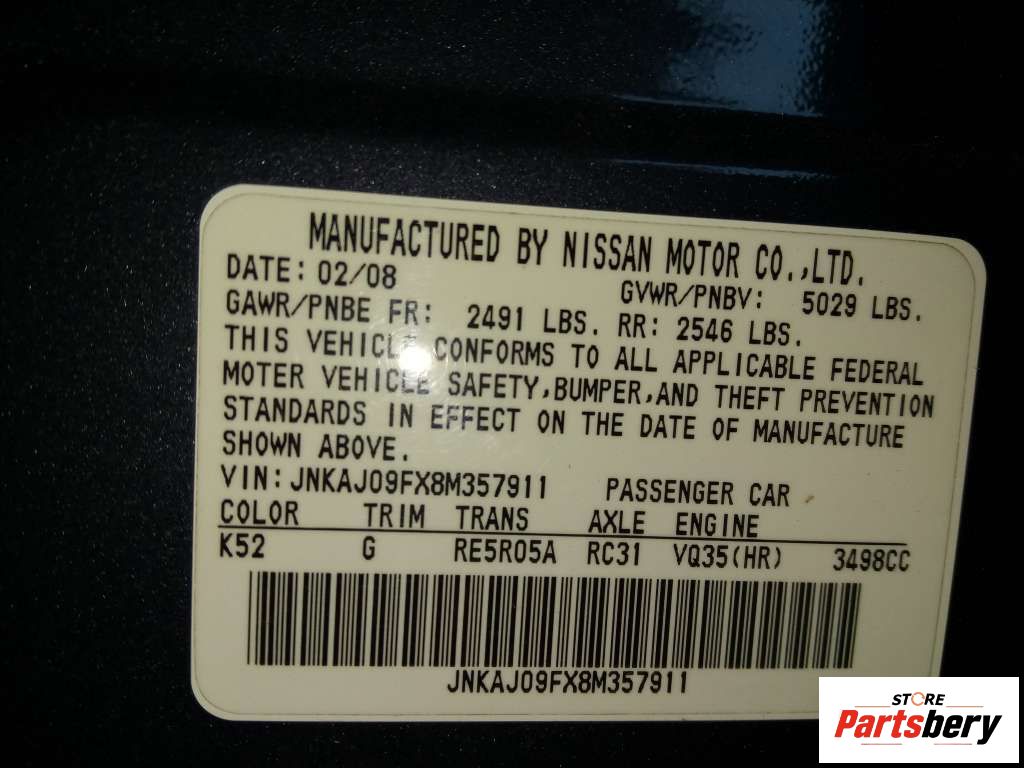 MANUFACTURED BY NISSAN MOTOR CO.,LTD.
DATE: 02/08 GVWR/PNBV: 5029 LBS.
GAWR/PNBE FR: 2491 LBS. RR: 2546 LBS.
THIS VEHICLE CONFORMS TO ALL APPLICABLE FEDERAL
MOTER VEHICLE SAFETY,BUMPER,AND THEFT PREVENTION
STANDARDS IN EFFECT ON THE DATE OF MANUFACTURE
SHOWN ABOVE.
VIN:JNKAJ09FX8M357911 PASSENGER CAR
COLOR TRIM TRANS AXLE ENGINE
K52 G RE5R05A RC31 VQ35(HR) 3498CC
JNKAJ09FX8M357911
STORE
Partsbery